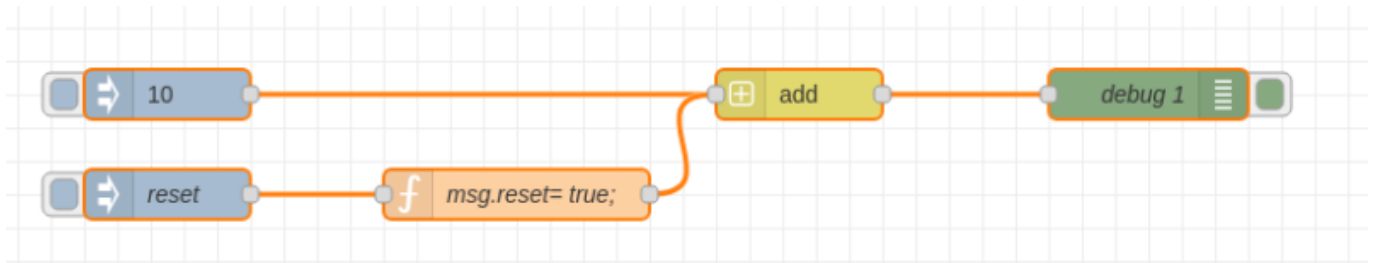 10
add
debug 1
reset
msg.reset= true;